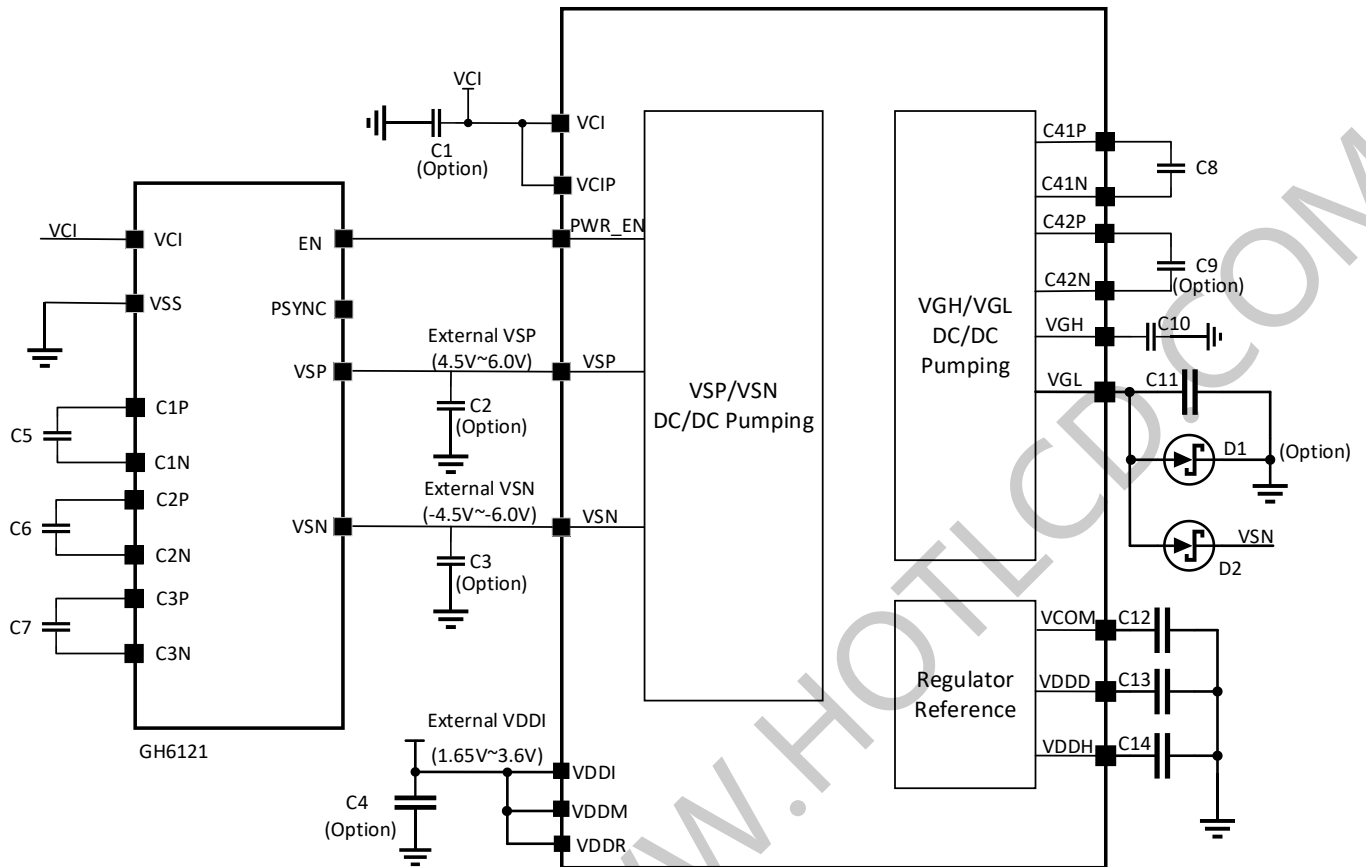 VCI
C1
(Option)
VCI
VCIP
PWR_EN
VCI
VCI
EN
VSS
PSYNC
VSP
External VSP
(4.5V~6.0V)
VSP
C2
(Option)
C5
C1P
C1N
C6
C2P
C2N
VSN
External VSN
(-4.5V~-6.0V)
VSN
C3
(Option)
C7
C3P
C3N
GH6121
External VDDI
(1.65V~3.6V)
C4
(Option)
VDDI
VDDM
VDDR
VSP/VSN
DC/DC Pumping
VGH/VGL
DC/DC
Pumping
C41P
C8
C41N
C42P
C9
(Option)
C42N
VGH
C10
VGL
C11
D1
(Option)
VSN
D2
Regulator
Reference
VCOM
C12
VDDD
C13
VDDH
C14
WWW.HOTLCD.COM